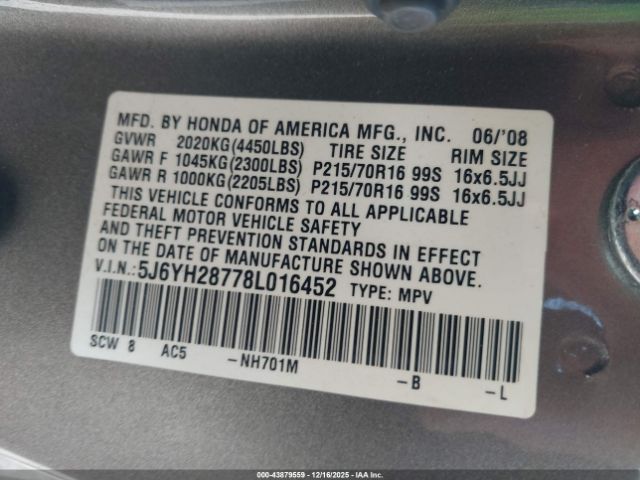 MFD. BY HONDA OF AMERICA MFG., INC. 06/'08
GVWR 2020KG(4450LBS) TIRE SIZE RIM SIZE
GAWR F 1045KG(2300LBS) P215/70R16 99S 16x6.5JJ
GAWR R 1000KG(2205LBS) P215/70R16 99S 16x6.5JJ
THIS VEHICLE CONFORMS TO ALL APPLICABLE
FEDERAL MOTOR VEHICLE SAFETY
AND THEFT PREVENTION STANDARDS IN EFFECT
ON THE DATE OF MANUFACTURE SHOWN ABOVE.
V.I.N.:5J6YH28778L016452 TYPE: MPV
SCW 8 AC5 -NH701M -B -L
000-43879559 | 12/16/2025 | IAA Inc.